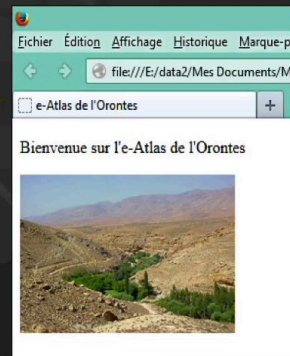 Fichier Édition Affichage Historique Marque-p
file:///E:/data2/Mes Documents/M
e-Atlas de l'Orontes
Bienvenue sur l'e-Atlas de l'Orontes